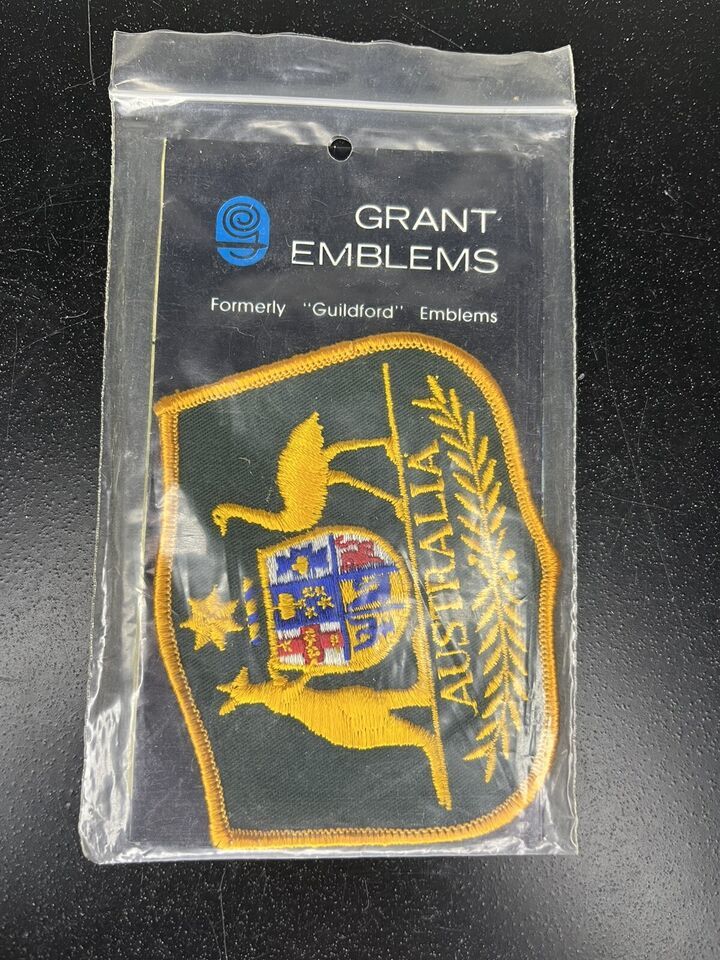 GRANT
EMBLEMS
Formerly "Guildford" Emblems
AUSTRALIA